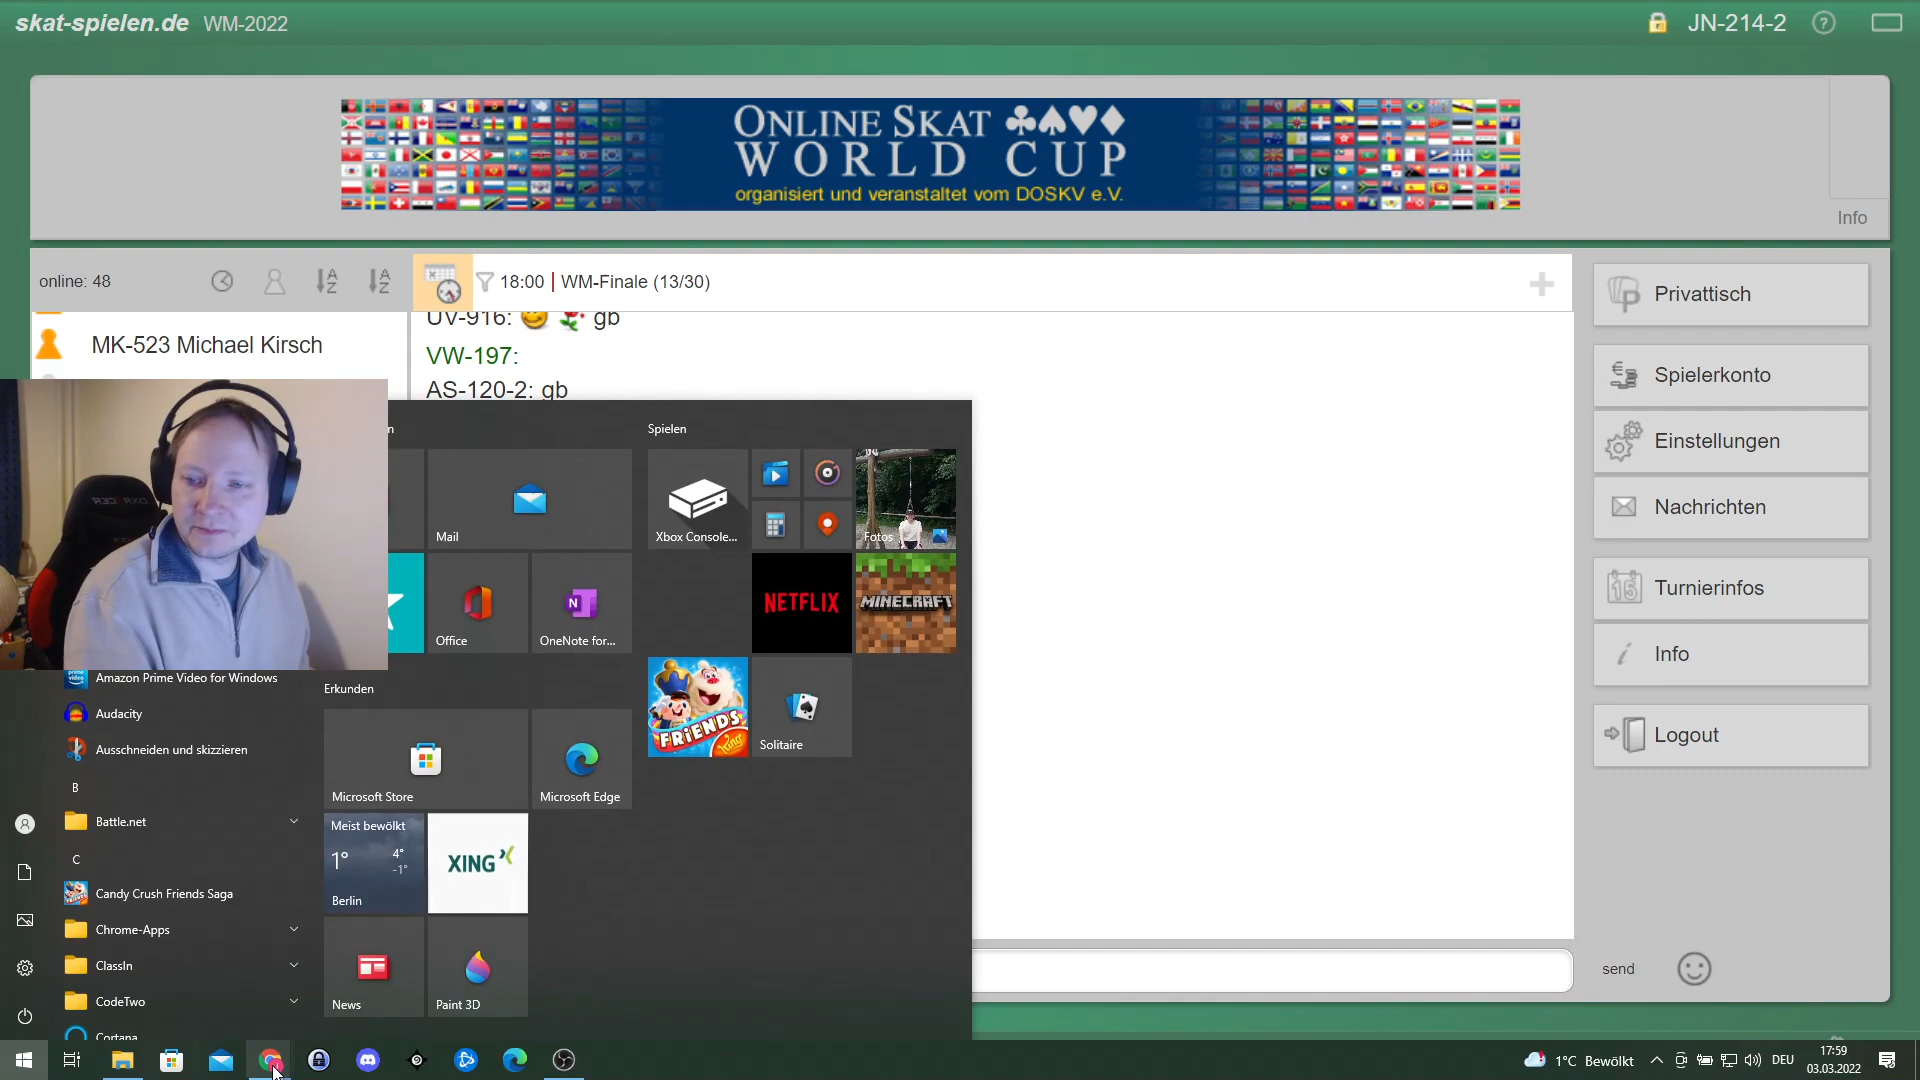 skat-spielen.de WM-2022
JN-214-2 ?
ONLINE SKAT
WORLD CUP
organisiert und veranstaltet vom DOSKV e.V.
Info
online: 48
18:00 | WM-Finale (13/30)
UV-916: gb
MK-523 Michael Kirsch
VW-197:
AS-120-2: gb
Privattisch
Spielerkonto
Einstellungen
Nachrichten
Turnierinfos
Info
Logout
send
n
Spielen
Mail
Xbox Console...
Fotos
Office
OneNote for...
NETFLIX
MINECRAFT
Erkunden
FRIENDS
King
Solitaire
Microsoft Store
Microsoft Edge
Meist bewölkt
1°
4°
-1°
Berlin
XING
News
Paint 3D
prime video
Amazon Prime Video for Windows
Audacity
Ausschneiden und skizzieren
B
Battle.net
C
Candy Crush Friends Saga
Chrome-Apps
ClassIn
CodeTwo
Cortana
1°C Bewölkt
DEU
17:59
03.03.2022